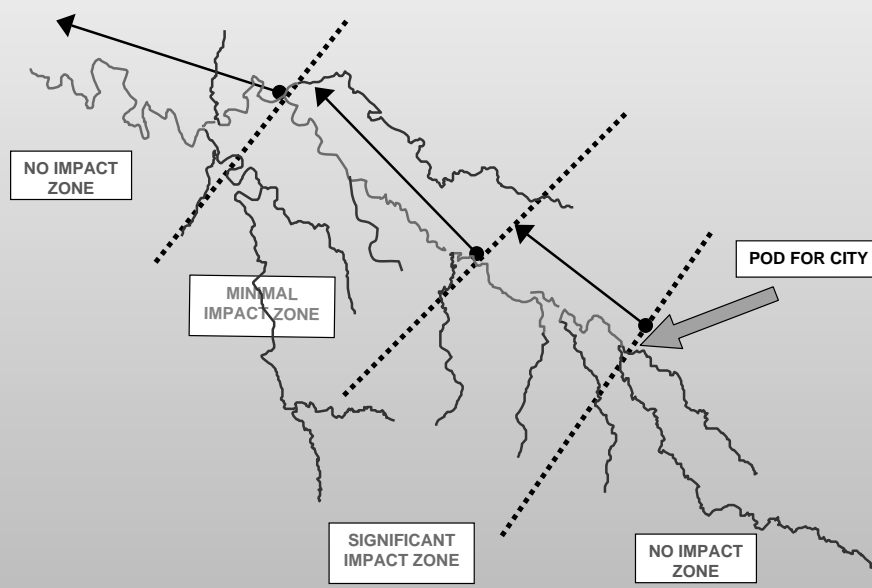 NO IMPACT
ZONE
POD FOR CITY
MINIMAL
IMPACT ZONE
SIGNIFICANT
IMPACT ZONE
NO IMPACT
ZONE